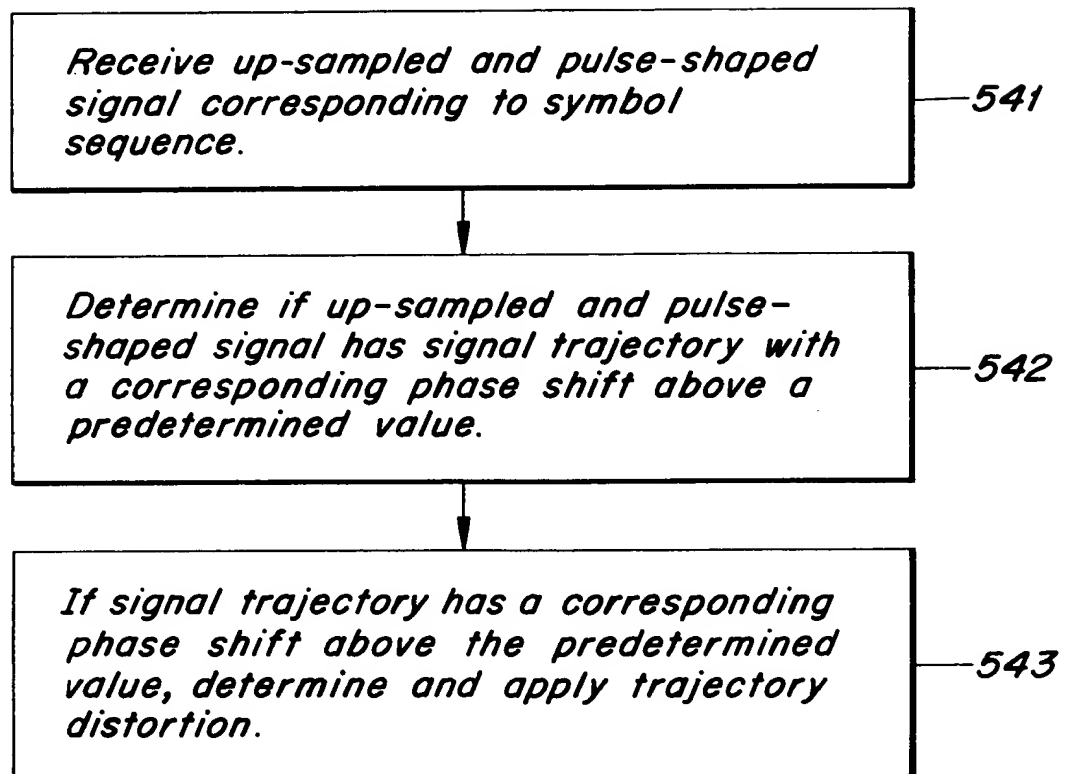 Receive up-sampled and pulse-shaped
signal corresponding to symbol
sequence.
541
Determine if up-sampled and pulse-
shaped signal has signal trajectory with
a corresponding phase shift above a
predetermined value.
542
If signal trajectory has a corresponding
phase shift above the predetermined
value, determine and apply trajectory
distortion.
543